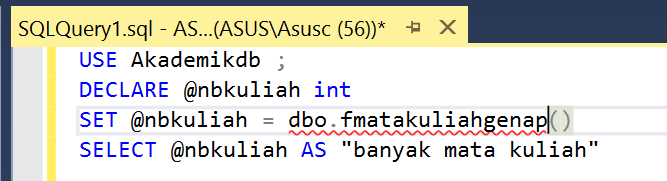 SQLQuery1.sql - AS...(ASUS\Asusc (56))*
USE Akademikdb ;
DECLARE @nbkuliah int
SET @nbkuliah = dbo.fmatakuliahgenap()
SELECT @nbkuliah AS "banyak mata kuliah"